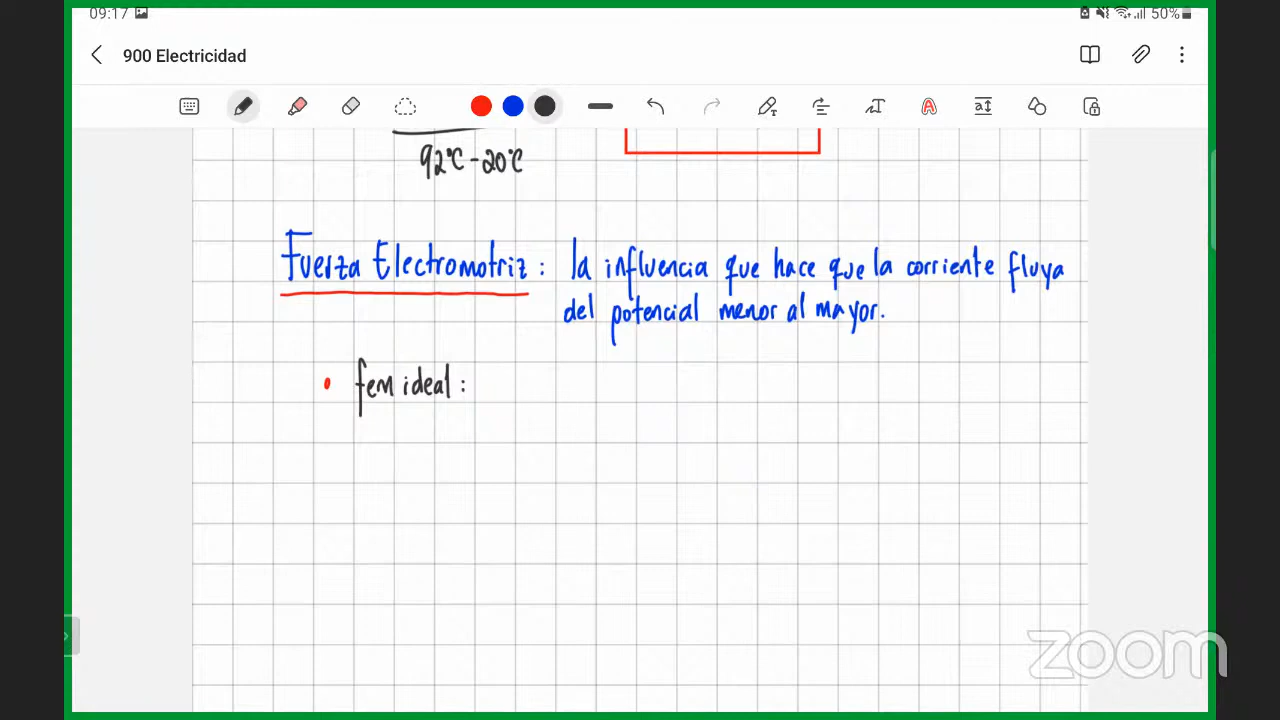 09:17 50%
900 Electricidad
92°C - 20°C
Fuerza Electromotriz : la influencia que hace que la corriente fluya
del potencial menor al mayor.
• fem ideal :
zoom